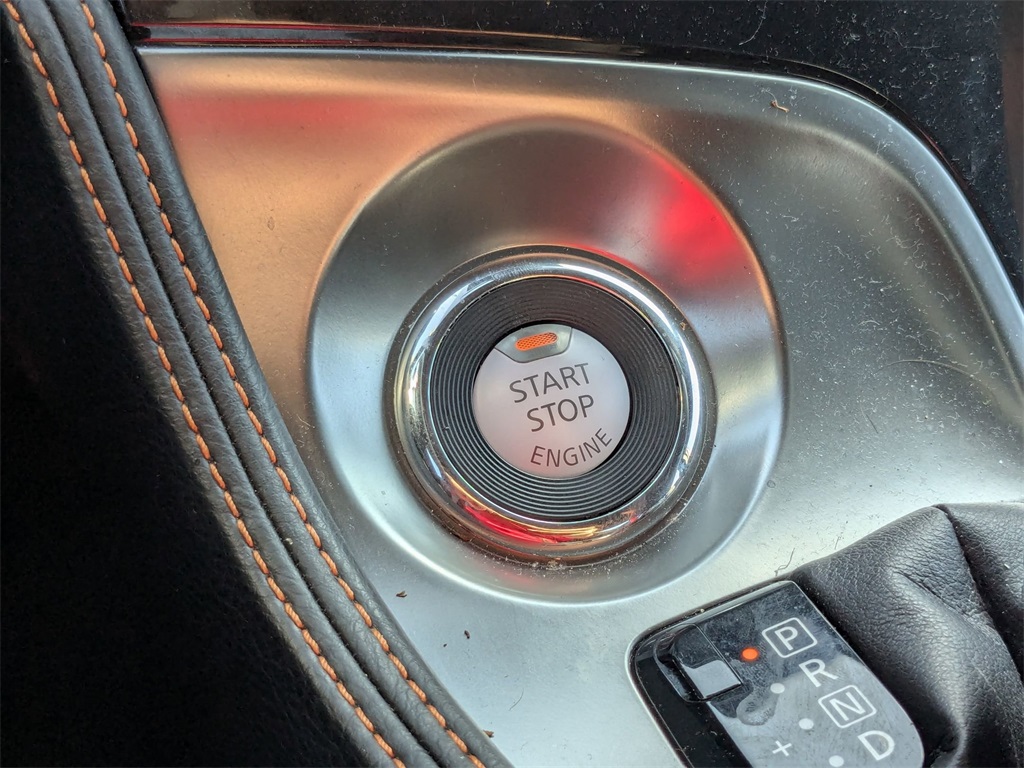 START
STOP
ENGINE
P
R
N
+ D